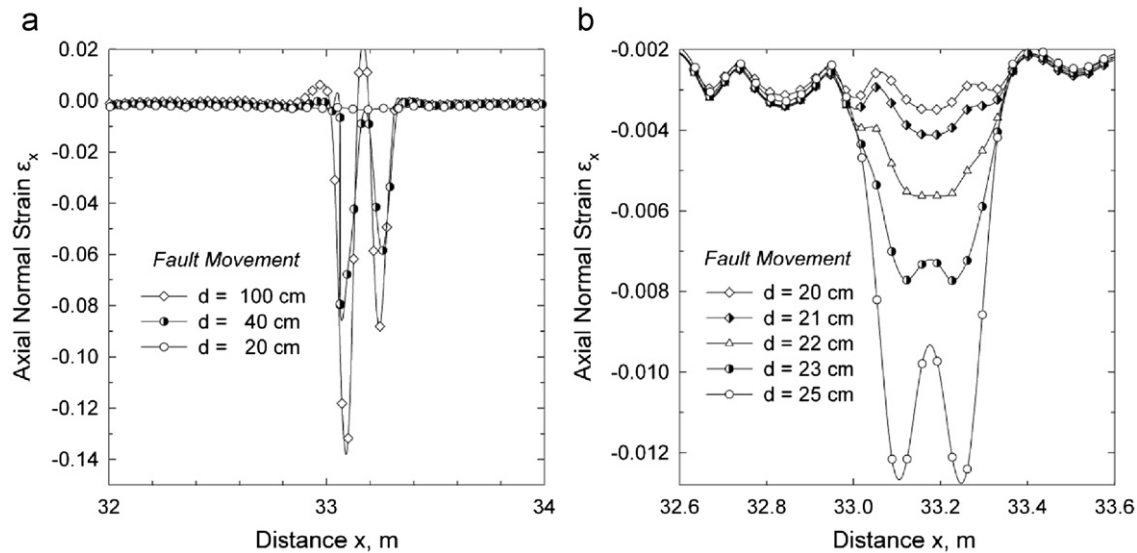 a
0.02
0.00
-0.02
-0.04
-0.06
-0.08
-0.10
-0.12
-0.14
Axial Normal Strain εx
Fault Movement
d = 100 cm
d = 40 cm
d = 20 cm
32
33
34
Distance x, m
b
-0.002
-0.004
-0.006
-0.008
-0.010
-0.012
Axial Normal Strain εx
Fault Movement
d = 20 cm
d = 21 cm
d = 22 cm
d = 23 cm
d = 25 cm
32.6
32.8
33.0
33.2
33.4
33.6
Distance x, m